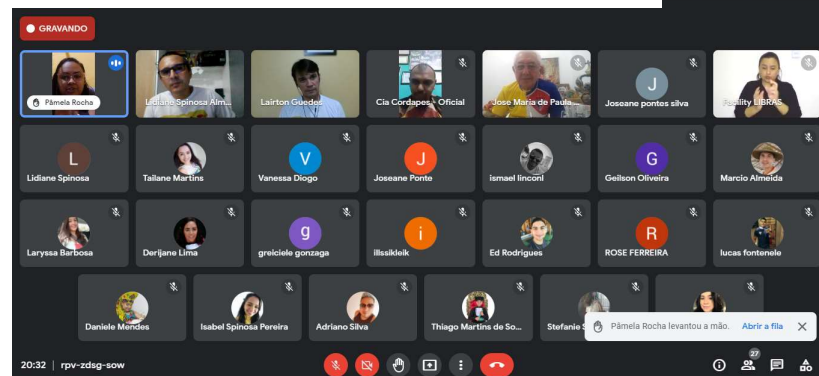 GRAVANDO
Pâmela Rocha
Lidiane Spinosa Alm...
Lairton Guedes
Cia Cordapes - Oficial
Jose Maria de Paula ...
J
Joseane pontes silva
Facility LIBRAS
L
Lidiane Spinosa
Tailane Martins
V
Vanessa Diogo
J
Joseane Ponte
ismael linconl
G
Geilson Oliveira
Marcio Almeida
Laryssa Barbosa
Derijane Lima
g
greiciele gonzaga
i
illssikleik
Ed Rodrigues
R
ROSE FERREIRA
lucas fontenele
Daniele Mendes
Isabel Spinosa Pereira
Adriano Silva
Thiago Martins de So...
Stefanie
Pâmela Rocha levantou a mão. Abrir a fila
20:32 | rpv-zdsg-sow
27